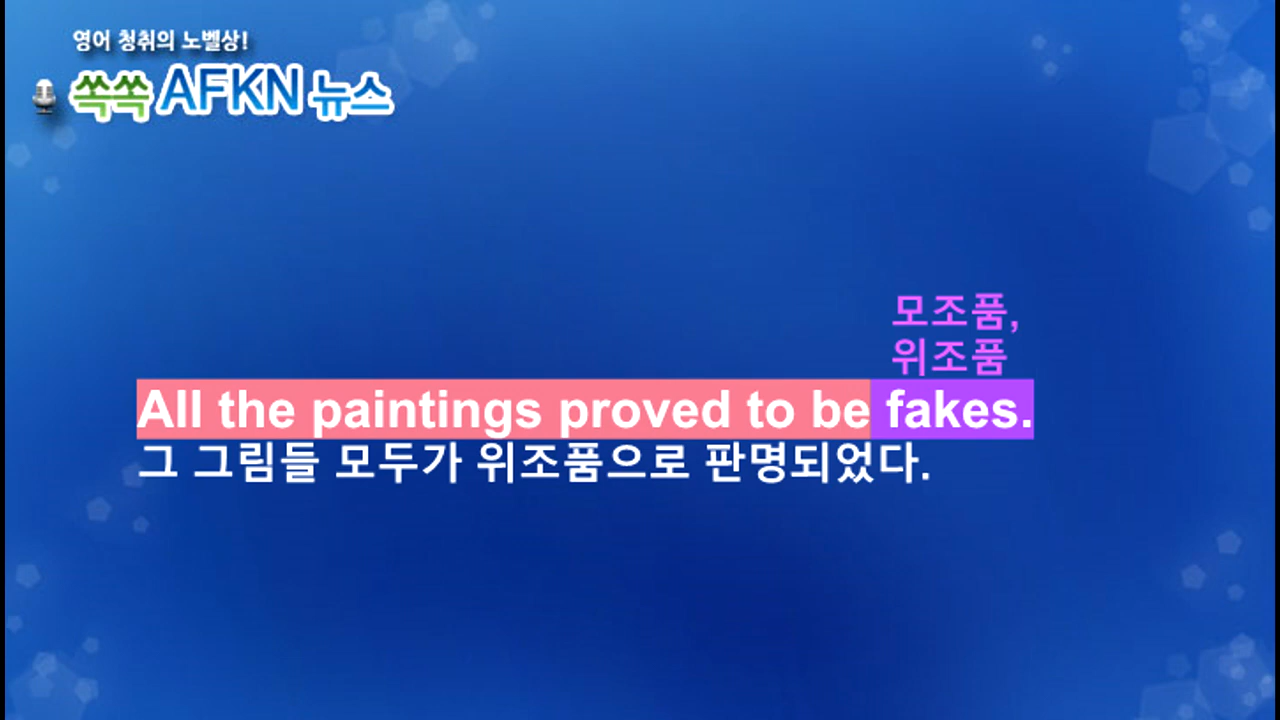 영어 청취의 노벨상!
쏙쏙 AFKN 뉴스
모조품,
위조품
All the paintings proved to be fakes.
그 그림들 모두가 위조품으로 판명되었다.